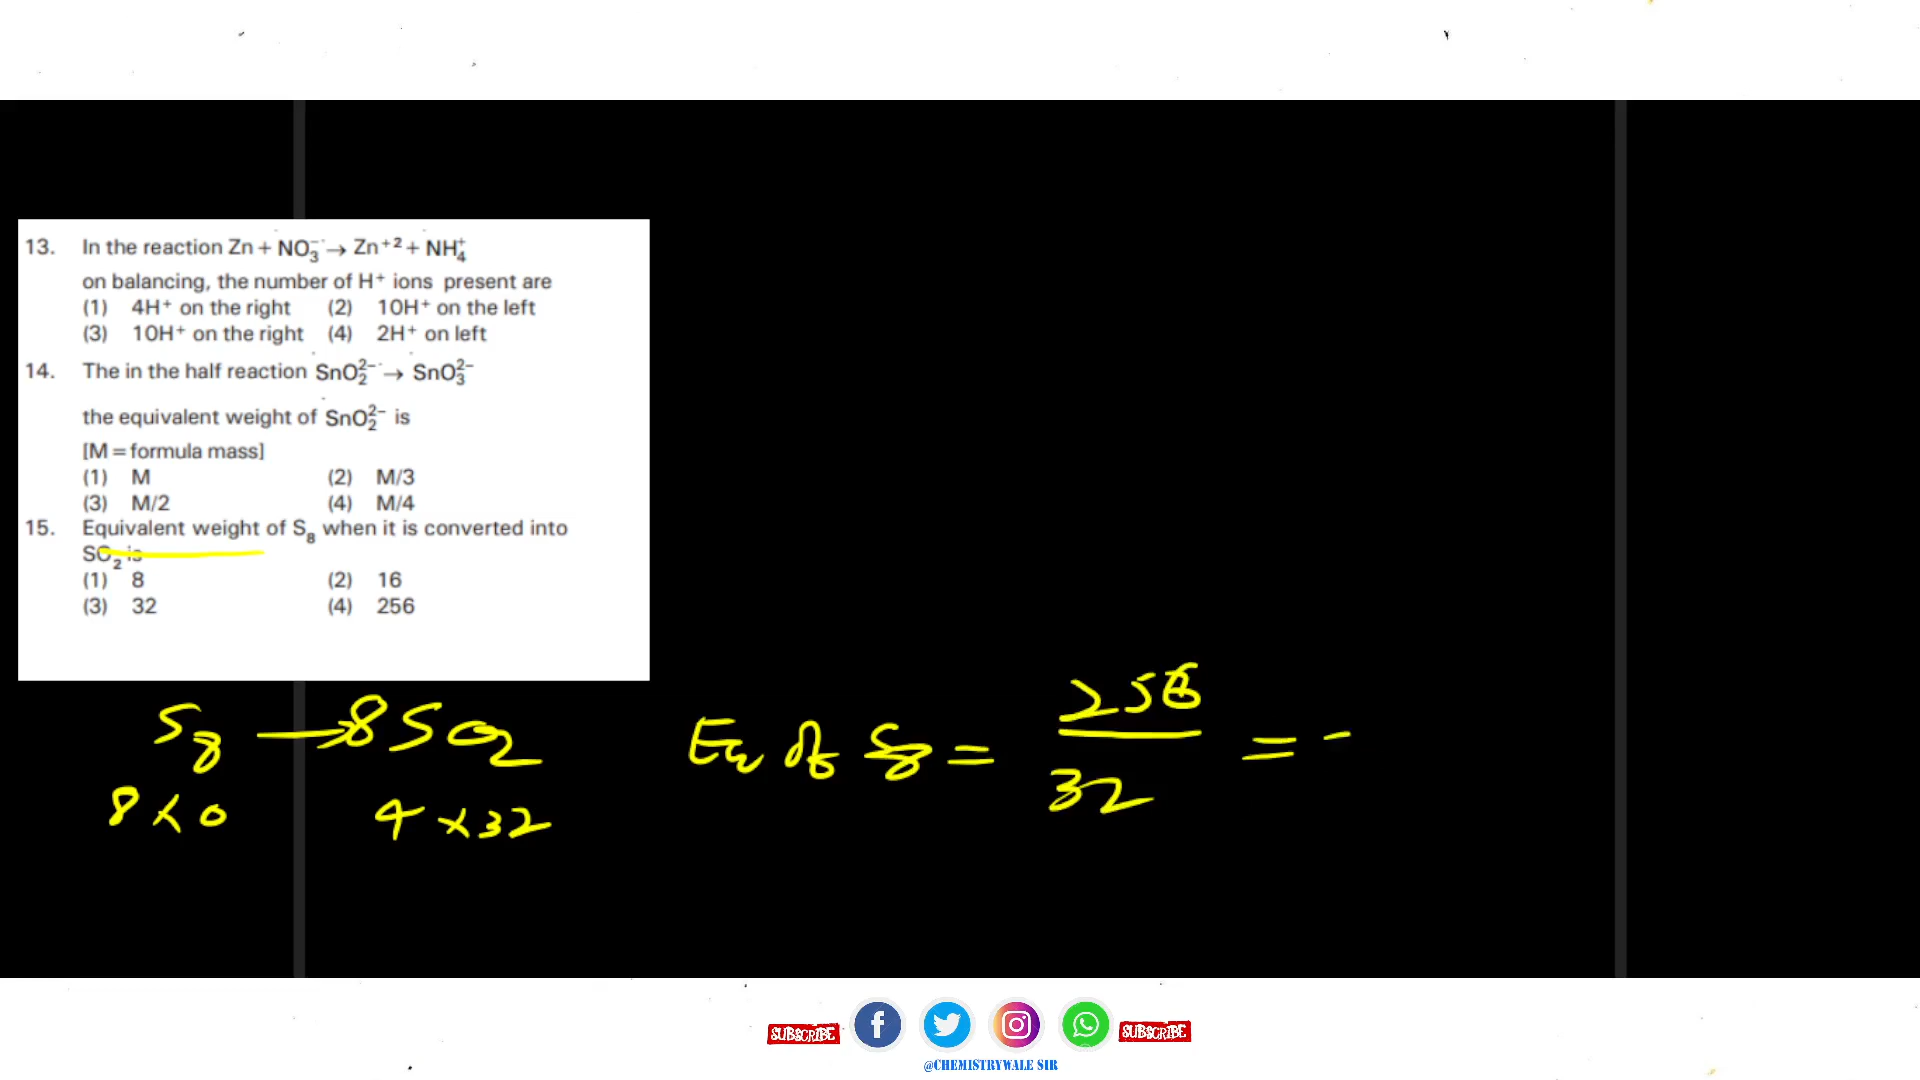 13. In the reaction Zn + NO₃⁻ → Zn⁺² + NH₄⁺
on balancing, the number of H⁺ ions present are
(1) 4H⁺ on the right (2) 10H⁺ on the left
(3) 10H⁺ on the right (4) 2H⁺ on left
14. The in the half reaction SnO₂²⁻ → SnO₃²⁻
the equivalent weight of SnO₂²⁻ is
[M = formula mass]
(1) M (2) M/3
(3) M/2 (4) M/4
15. Equivalent weight of S₈ when it is converted into
SO₂ is
(1) 8 (2) 16
(3) 32 (4) 256
S₈ → 8SO₂
8 × 0 4 × 32
Ew of S₈ = 256/32 =
SUBSCRIBE SUBSCRIBE
@CHEMISTRYWALE SIR